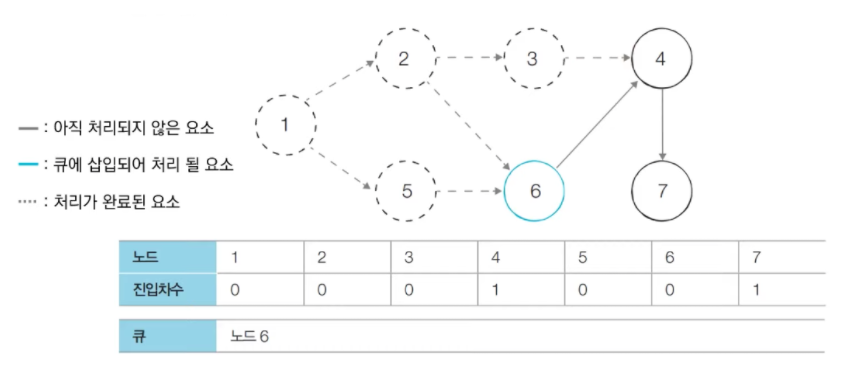 2 3 4
1
— : 아직 처리되지 않은 요소
— : 큐에 삽입되어 처리 될 요소
···· : 처리가 완료된 요소
5 6 7
노드 1 2 3 4 5 6 7
진입차수 0 0 0 1 0 0 1
큐 노드 6